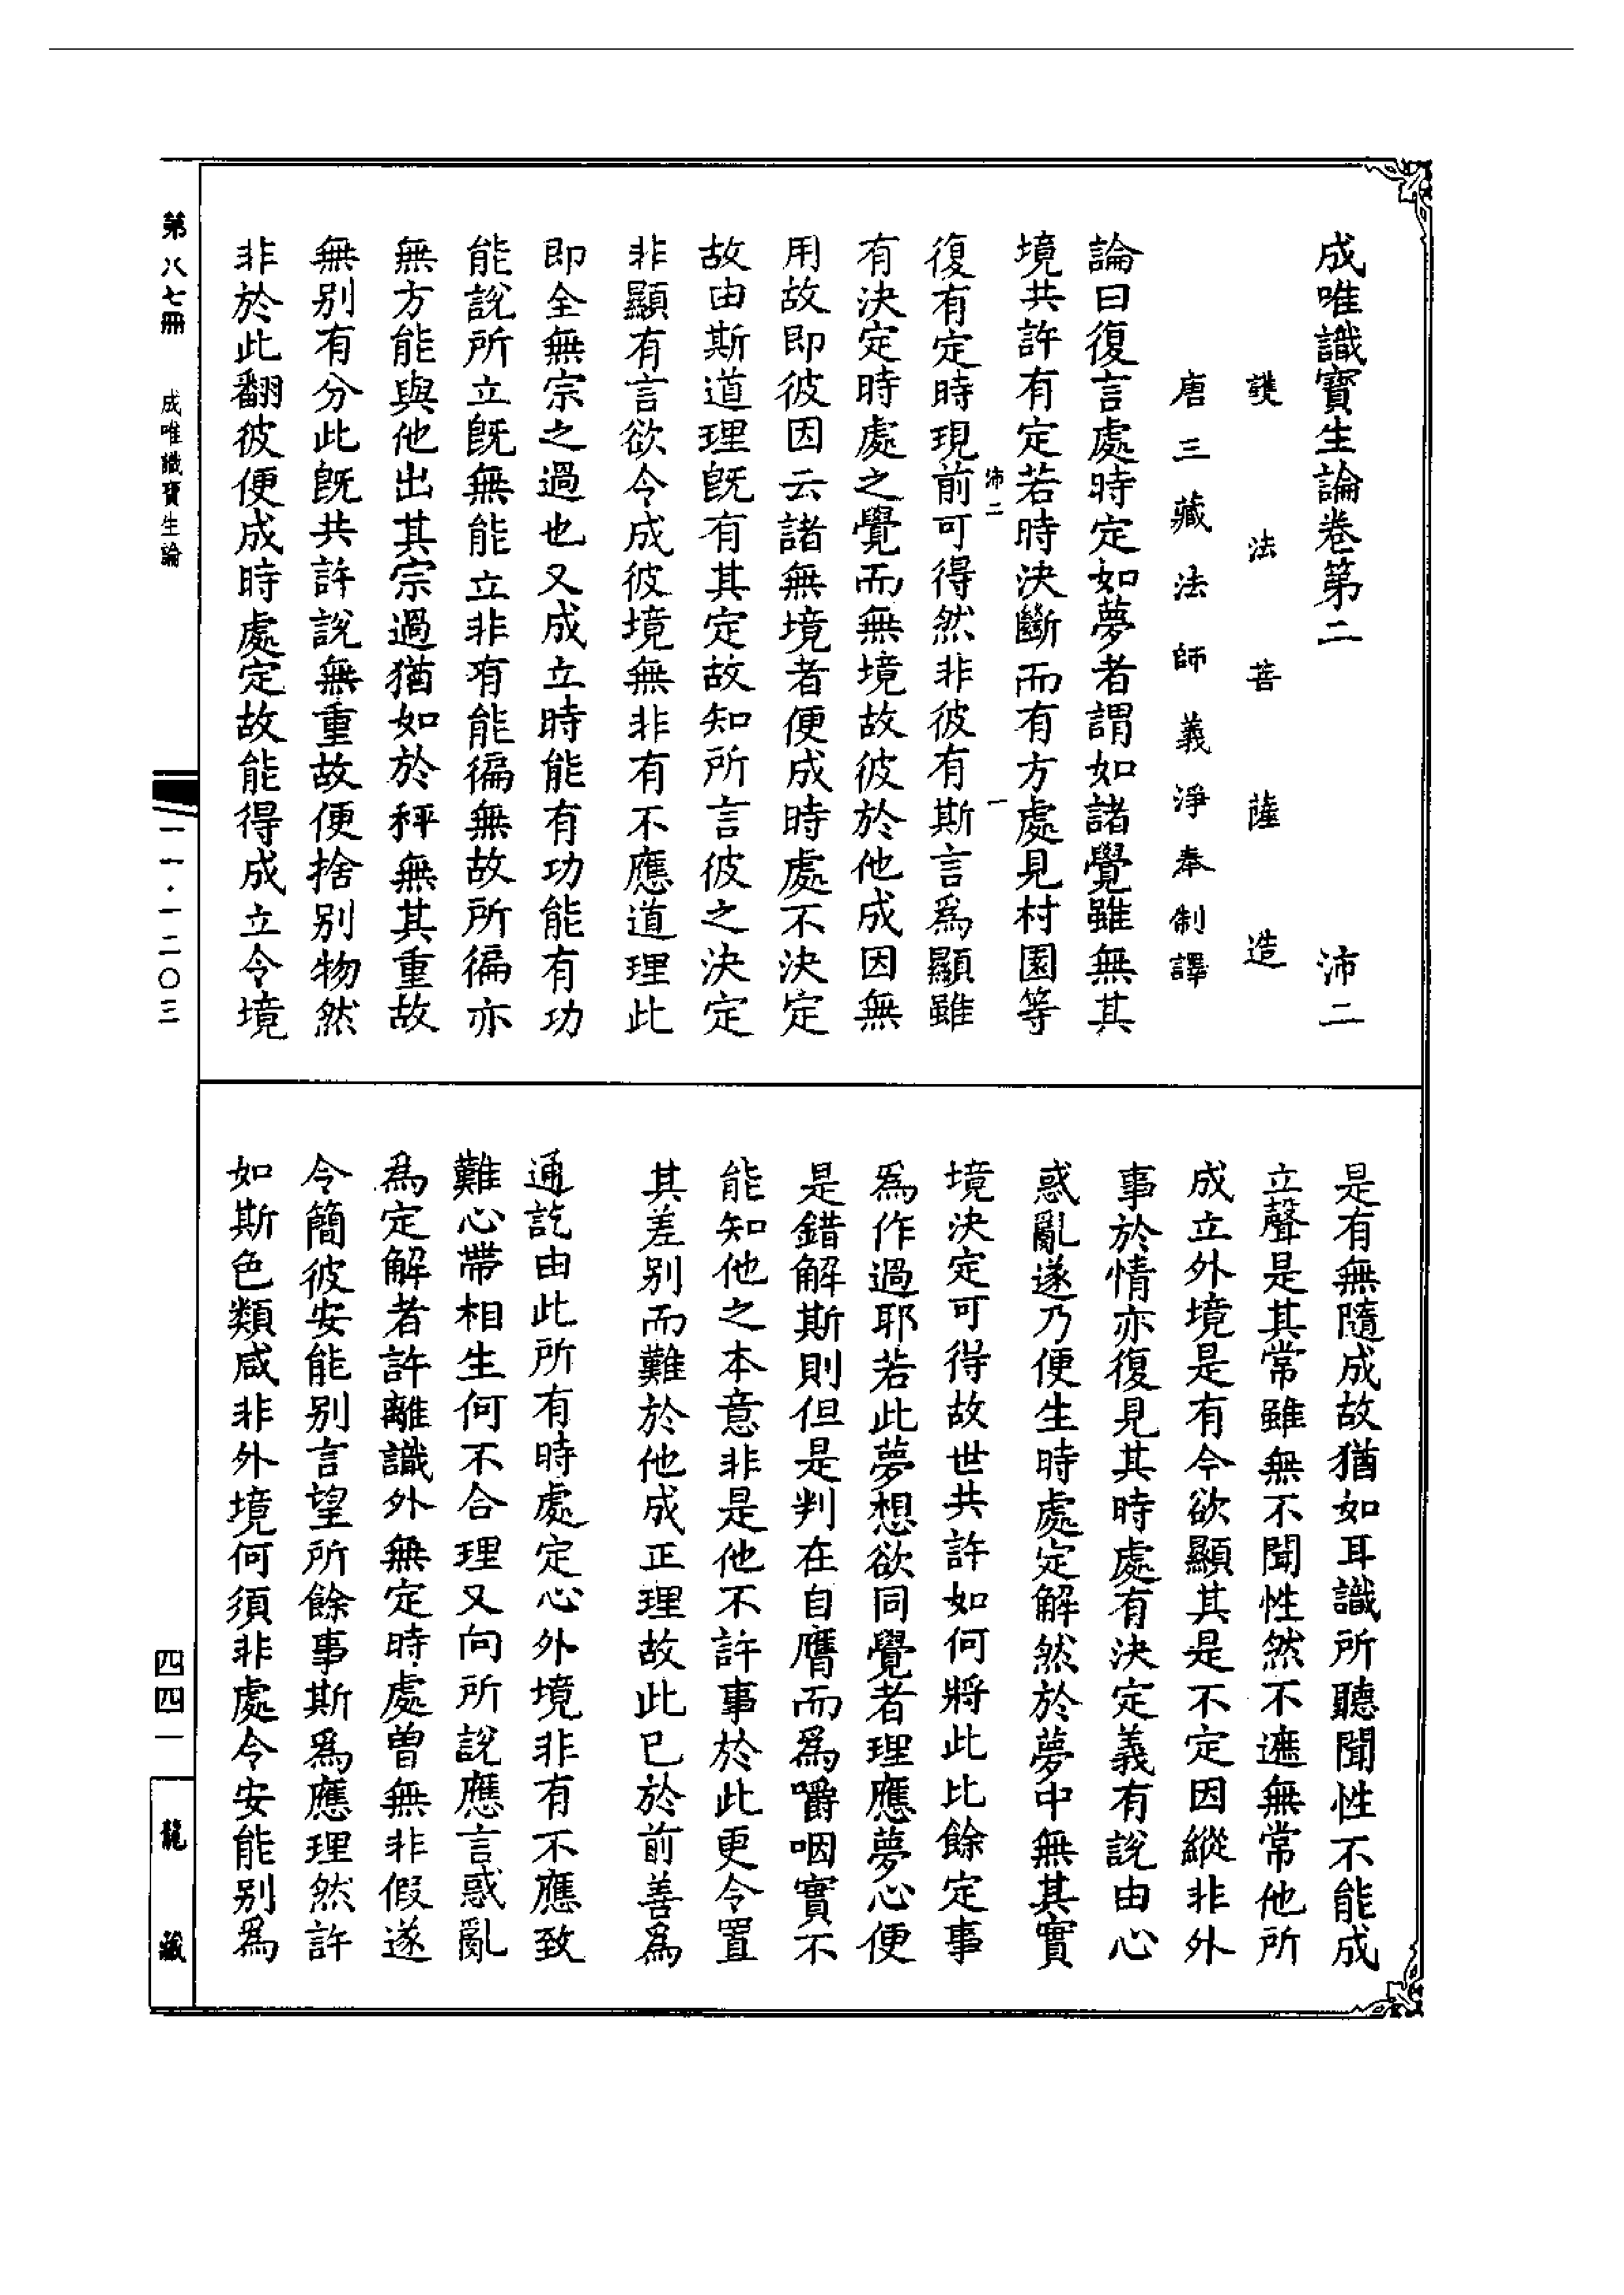 成唯識寶生論卷第二　沛二
護法菩薩造
唐三藏法師義淨奉制譯
論曰復言處時定如夢者謂如諸覺雖無其
境共許有定若時決斷而有方處見村園等
沛二　一
復有定時現前可得然非彼有斯言爲顯雖
有決定時處之覺而無境故彼於他成因無
用故即彼因云諸無境者便成時處不決定
故由斯道理旣有其定故知所言彼之決定
非顯有言欲令成彼境無非有不應道理此
即全無宗之過也又成立時能有功能有功
能說所立旣無能立非有能徧無故所徧亦
無方能與他出其宗過猶如於秤無其重故
無別有分此旣共許說無重故便捨別物然
非於此翻彼便成時處定故能得成立令境
是有無隨成故猶如耳識所聽聞性不能成
立聲是其常雖無不聞性然不遮無常他所
成立外境是有今欲顯其是不定因縱非外
事於情亦復見其時處有決定義有說由心
惑亂遂乃便生時處定解然於夢中無其實
境決定可得故世共許如何將此比餘定事
爲作過耶若此夢想欲同覺者理應夢心便
是錯解斯則但是判在自膺而爲嚼咽實不
能知他之本意非是他不許事於此更令置
其差別而難於他成正理故此已於前善爲
通訖由此所有時處定心外境非有不應致
難心帶相生何不合理又向所說應言惑亂
為定解者許離識外無定時處曾無非假遂
令簡彼安能別言望所餘事斯爲應理然許
如斯色類咸非外境何須非處令安能別爲
第八七冊　成唯識寶生論
一一·一二〇三
四四一
龍藏